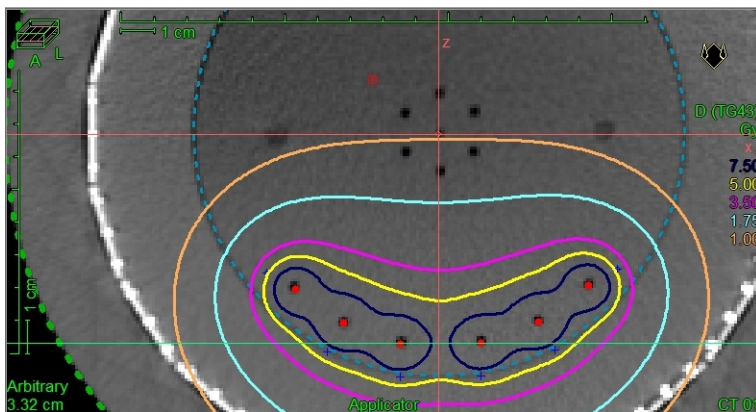 1 cm
z
A
L
D (TG43
Gy
x
7.50
5.00
3.50
1.75
1.00
1 cm
Arbitrary
3.32 cm
Applicator
CT 0